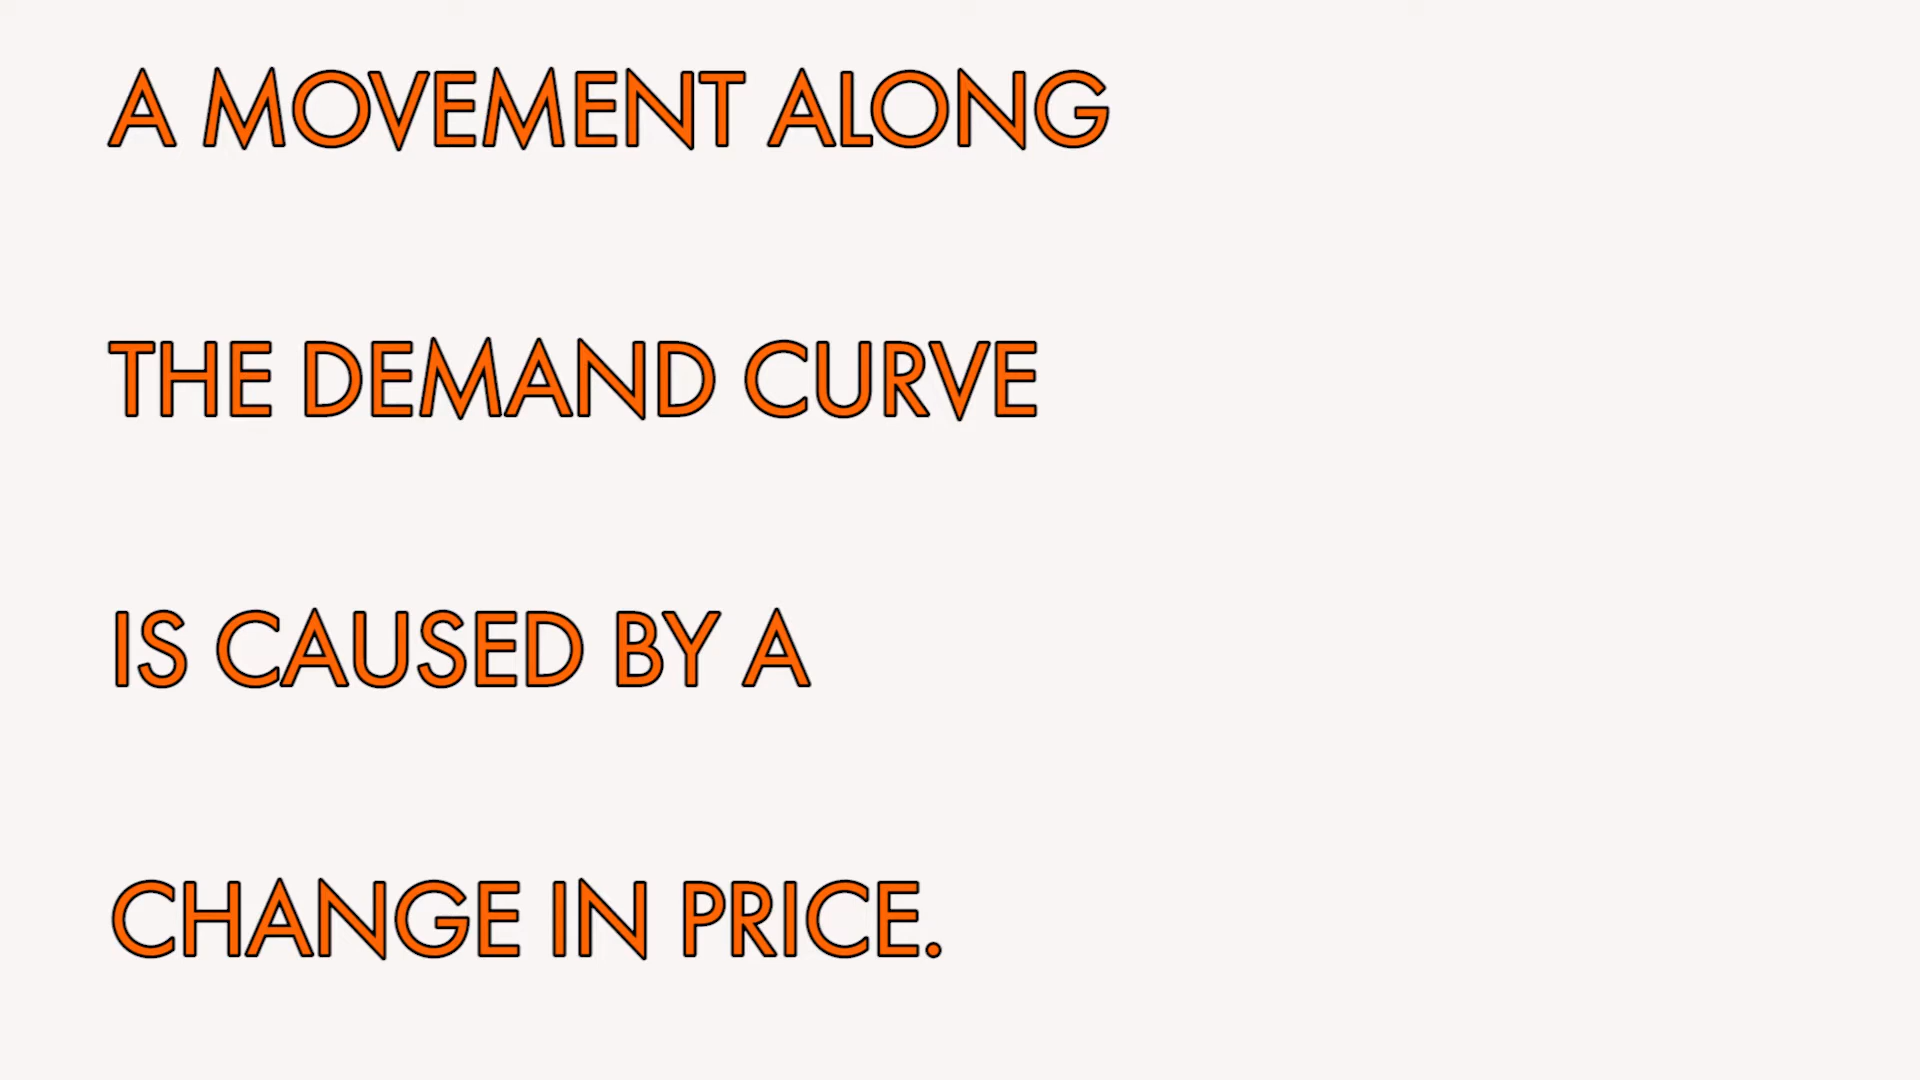 A MOVEMENT ALONG
THE DEMAND CURVE
IS CAUSED BY A
CHANGE IN PRICE.